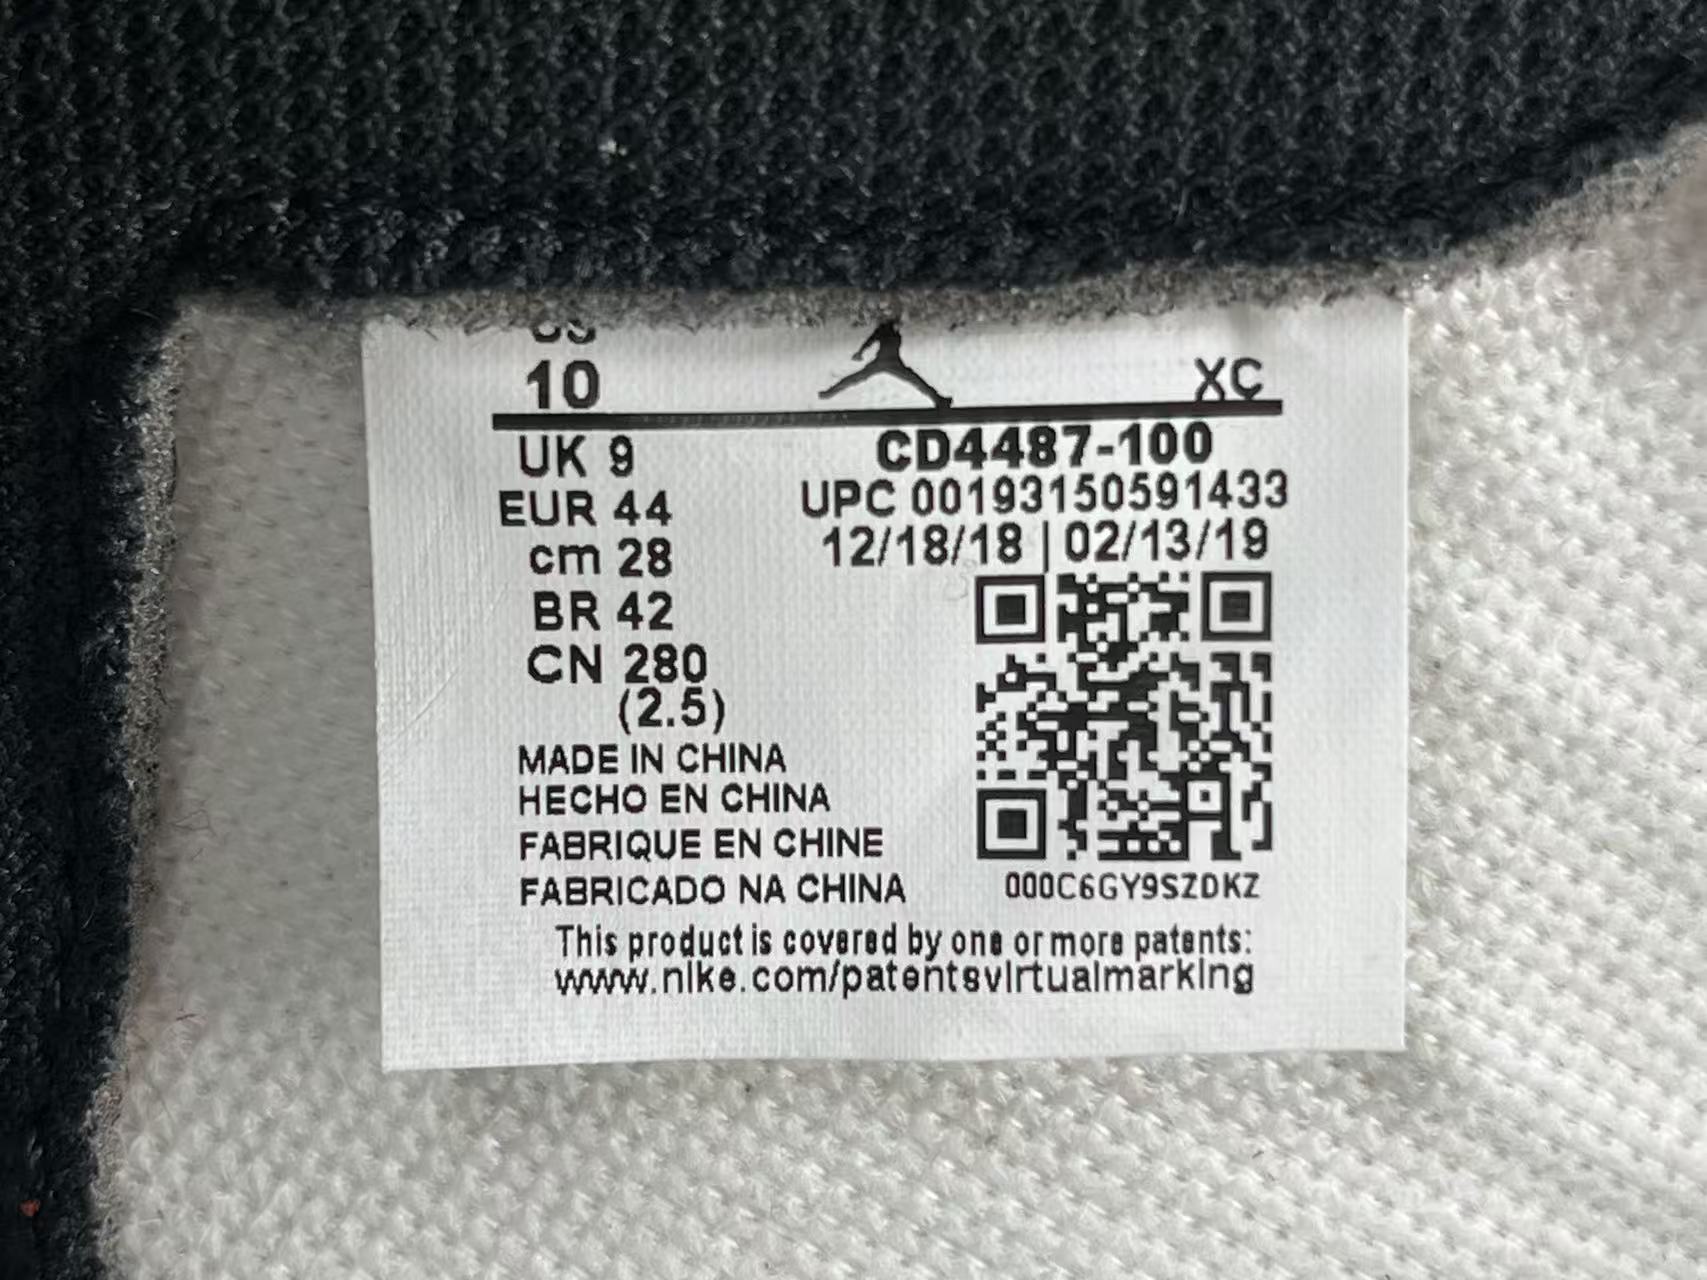 US
10
XC
UK 9
CD4487-100
EUR 44
UPC 00193150591433
cm 28
12/18/18 | 02/13/19
BR 42
CN 280
(2.5)
MADE IN CHINA
HECHO EN CHINA
FABRIQUE EN CHINE
FABRICADO NA CHINA
000C6GY9SZDKZ
This product is covered by one or more patents:
www.nike.com/patentsvirtualmarking